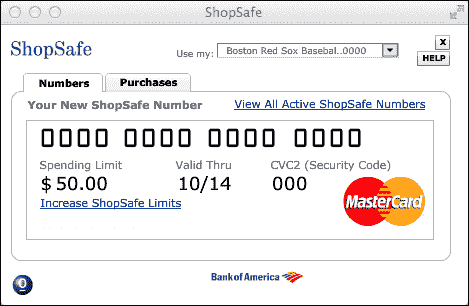 ShopSafe
ShopSafe
Use my: Boston Red Sox Basebal..0000
X
HELP
Numbers
Purchases
Your New ShopSafe Number
View All Active ShopSafe Numbers
0000 0000 0000 0000
Spending Limit
Valid Thru
CVC2 (Security Code)
$ 50.00
10/14
000
Increase ShopSafe Limits
MasterCard
Bank of America